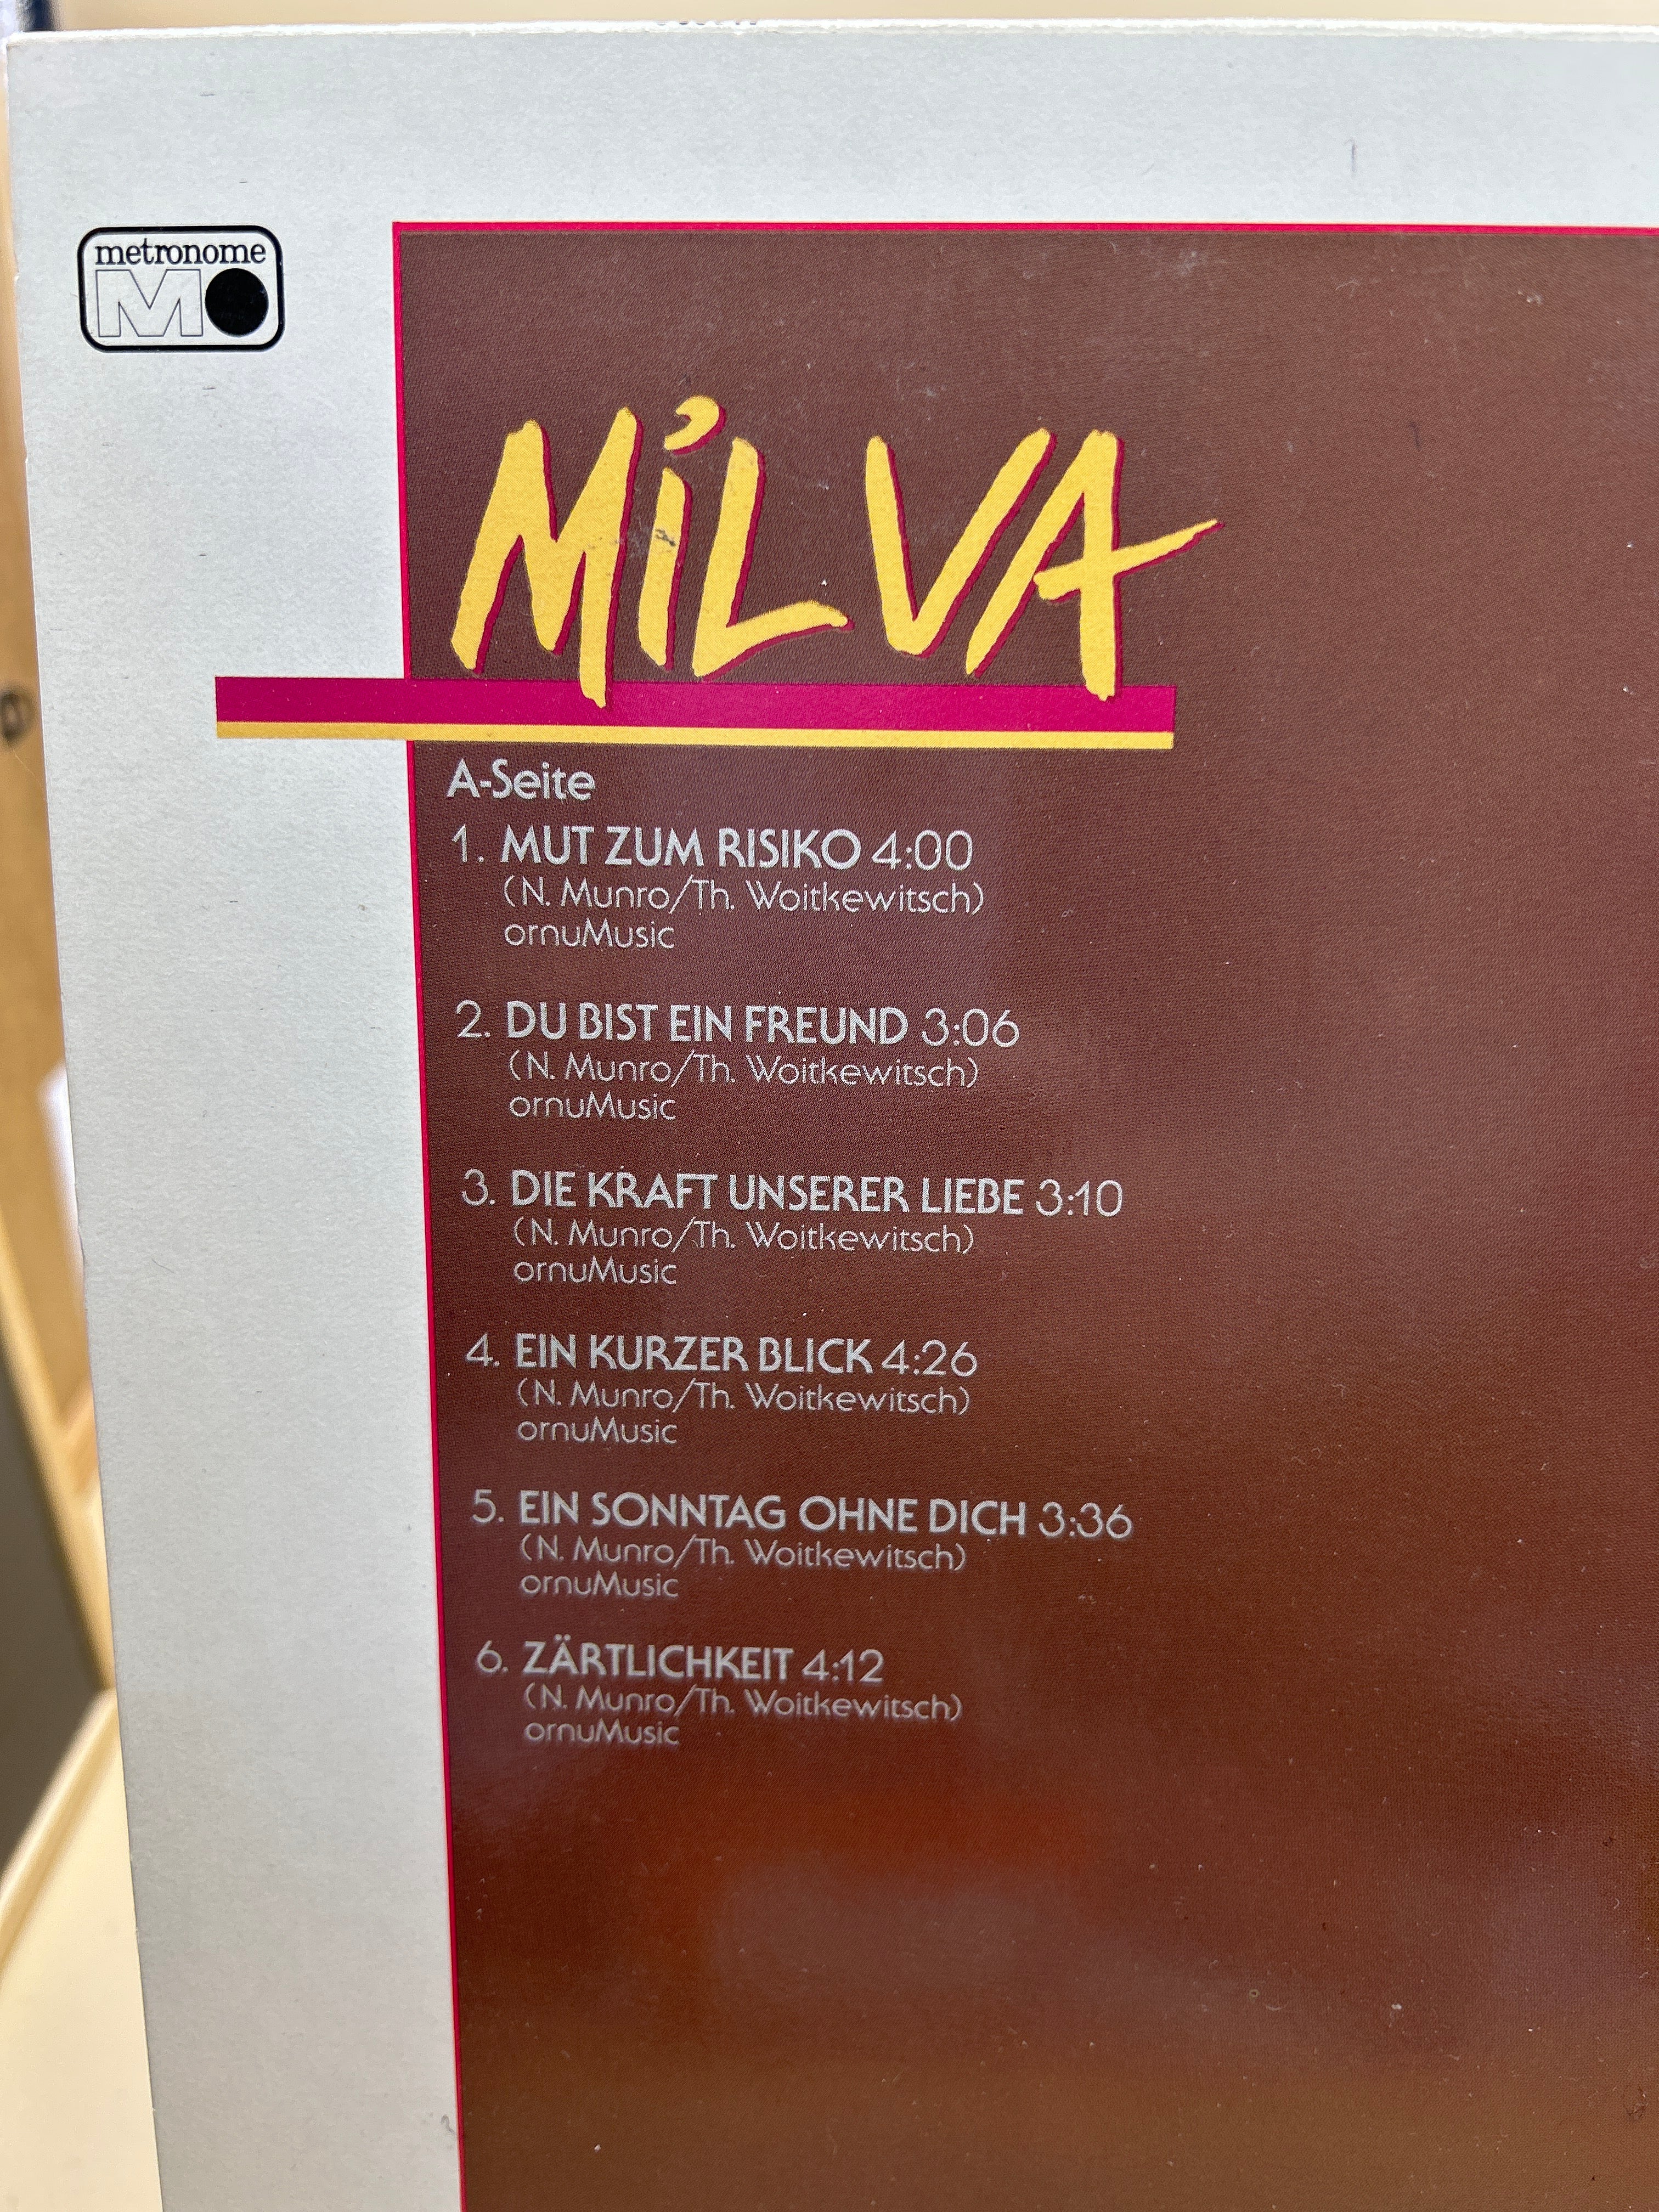 metronome
M
MiLVA
A-Seite
1. MUT ZUM RISIKO 4:00
(N. Munro/Th. Woitkewitsch)
ornuMusic
2. DU BIST EIN FREUND 3:06
(N. Munro/Th. Woitkewitsch)
ornuMusic
3. DIE KRAFT UNSERER LIEBE 3:10
(N. Munro/Th. Woitkewitsch)
ornuMusic
4. EIN KURZER BLICK 4:26
(N. Munro/Th. Woitkewitsch)
ornuMusic
5. EIN SONNTAG OHNE DICH 3:36
(N. Munro/Th. Woitkewitsch)
ornuMusic
6. ZÄRTLICHKEIT 4:12
(N. Munro/Th. Woitkewitsch)
ornuMusic